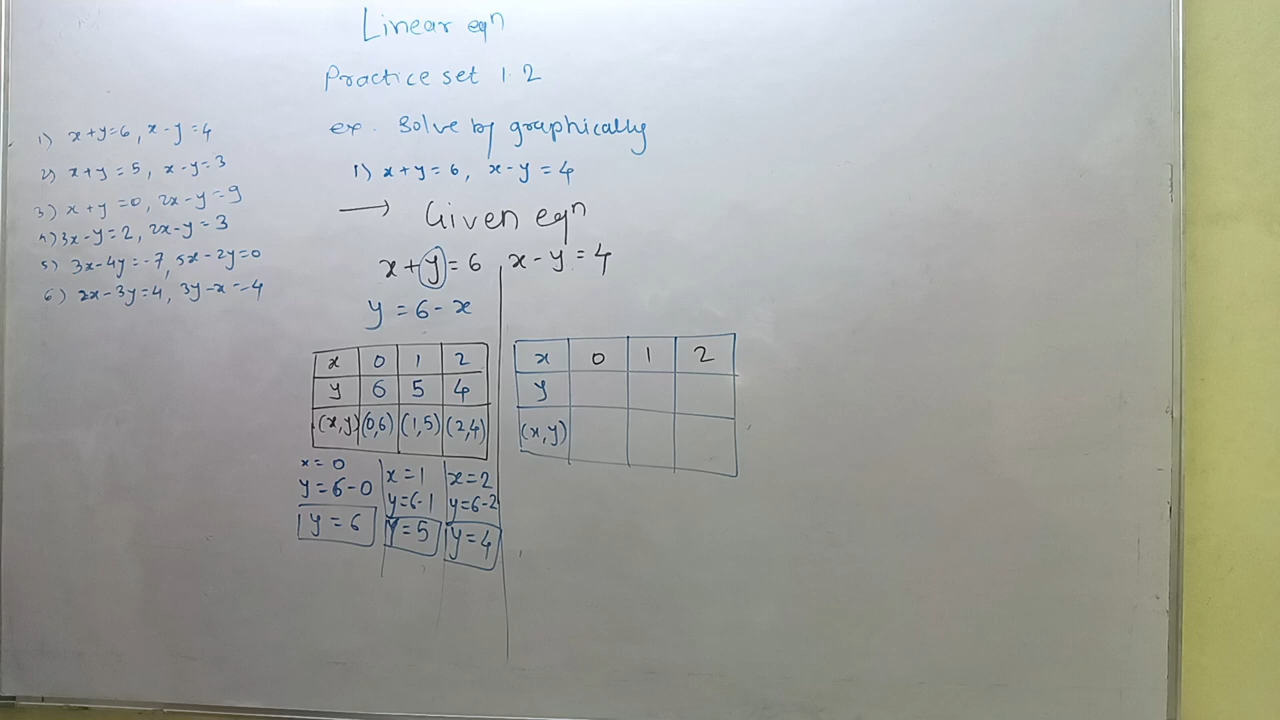 Linear eqⁿ
Practice set 1.2
1) x+y=6, x-y=4
2) x+y=5, x-y=3
3) x+y=0, 2x-y=9
4) 3x-y=2, 2x-y=3
5) 3x-4y=-7, 5x-2y=0
6) 2x-3y=4, 3y-x=-4
ex. Solve by graphically
1) x+y=6, x-y=4
→ Given eqⁿ
x+y=6 x-y=4
y=6-x
x 0 1 2
y 6 5 4
(x,y) (0,6) (1,5) (2,4)
x=0 x=1 x=2
y=6-0 y=6-1 y=6-2
y=6 y=5 y=4
x 0 1 2
y
(x,y)